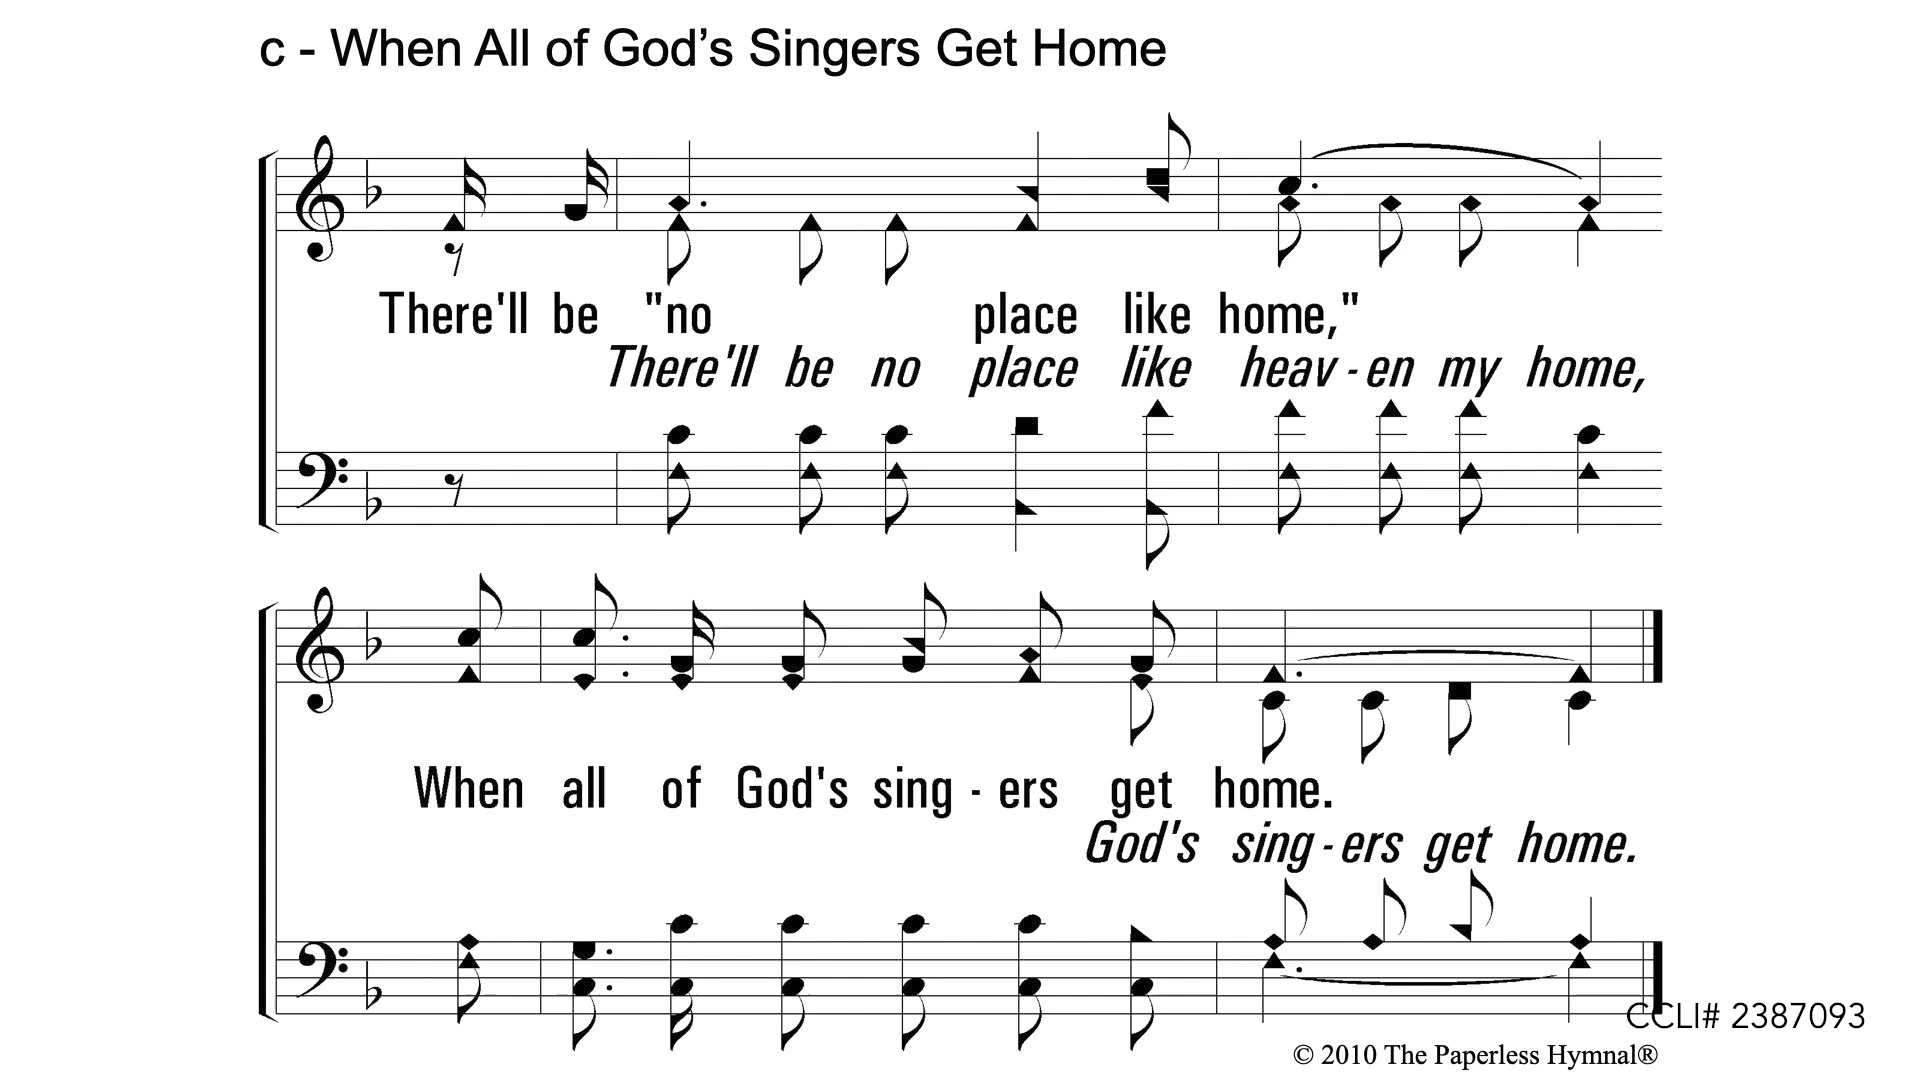 c - When All of God’s Singers Get Home
There'll be "no place like home,"
There'll be no place like heav - en my home,
When all of God's sing - ers get home.
God's sing - ers get home.
CCLI# 2387093
© 2010 The Paperless Hymnal®